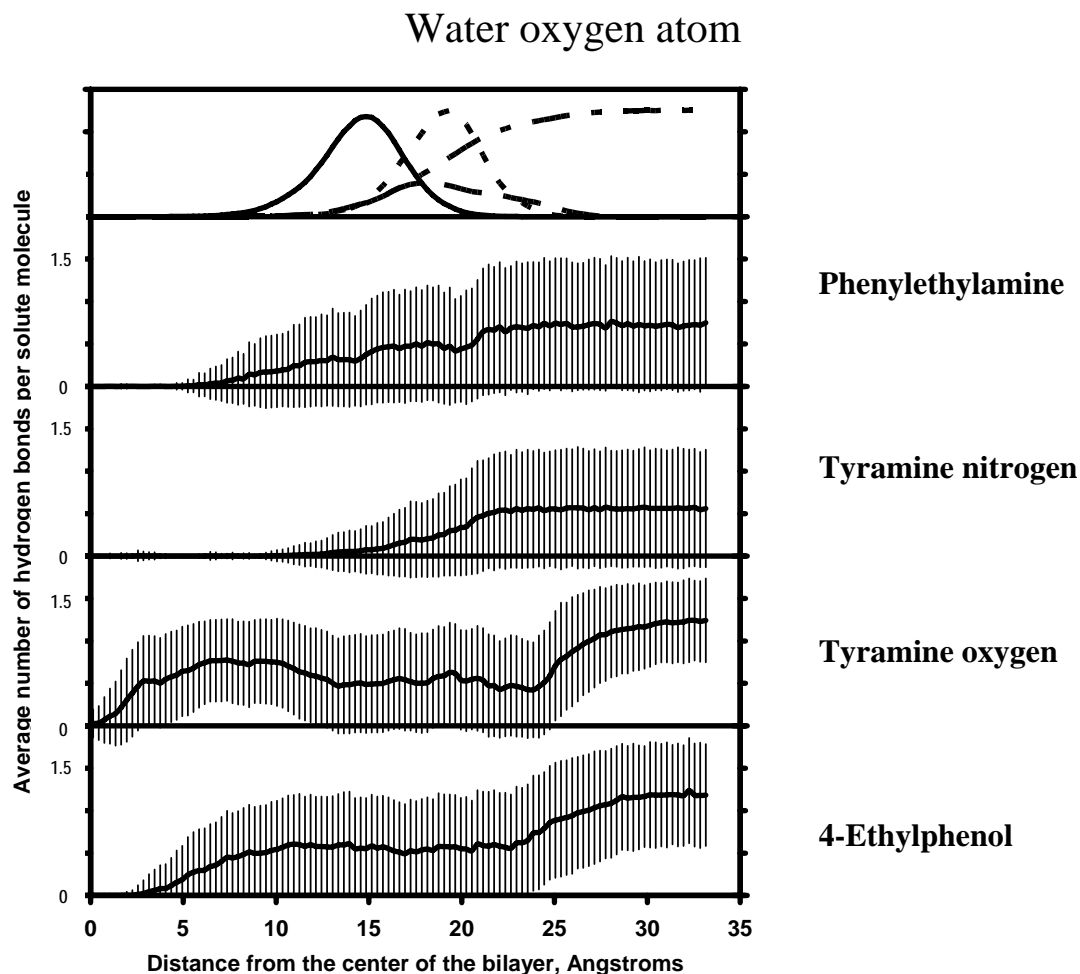 Water oxygen atom
Average number of hydrogen bonds per solute molecule
1.5
Phenylethylamine
0
1.5
Tyramine nitrogen
0
1.5
Tyramine oxygen
0
1.5
4-Ethylphenol
0
0 5 10 15 20 25 30 35
Distance from the center of the bilayer, Angstroms